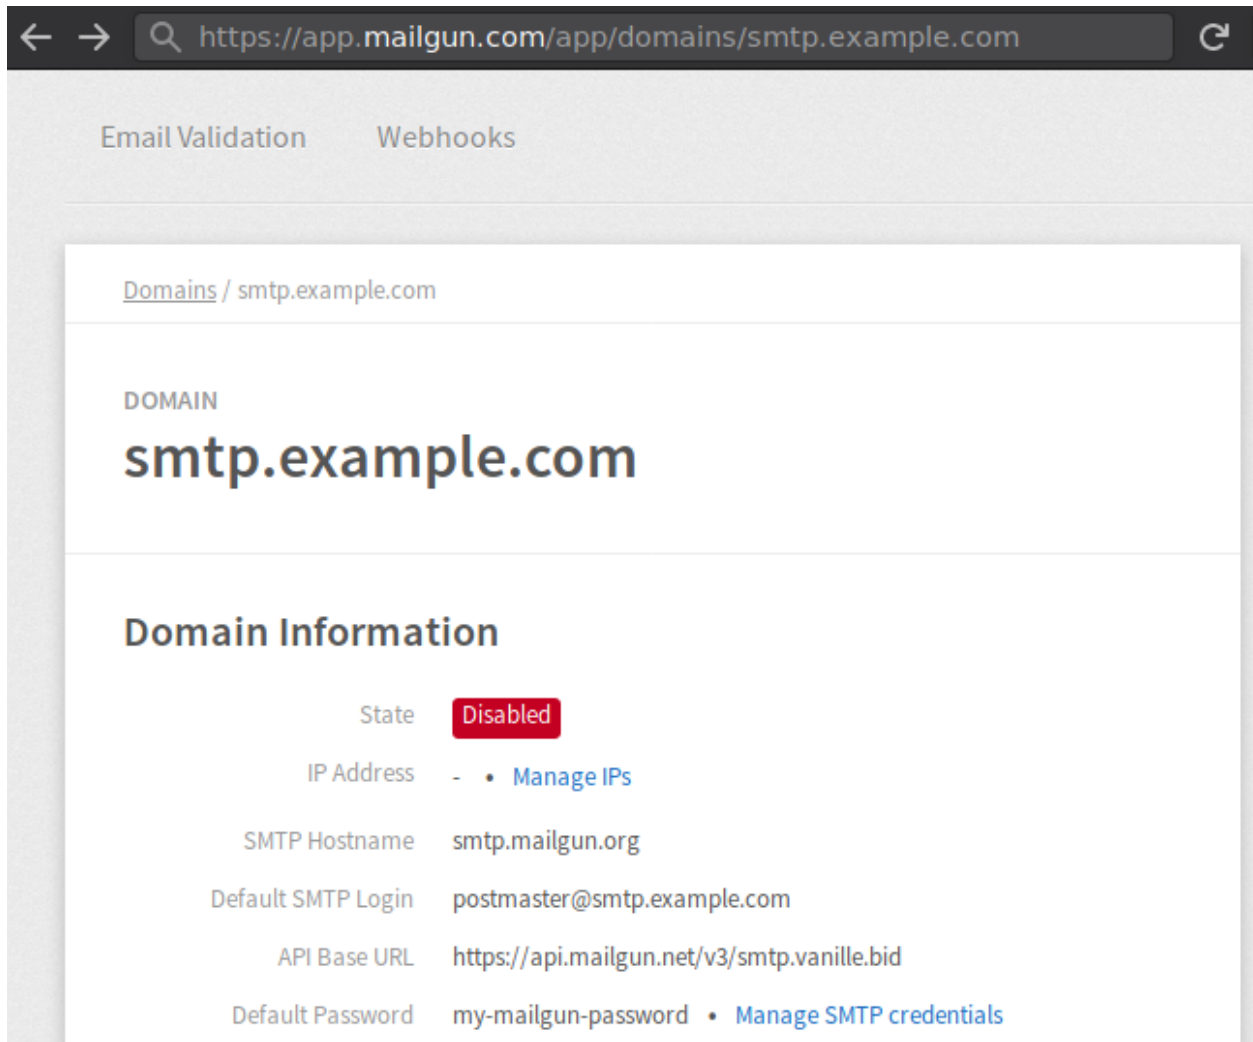 https://app.mailgun.com/app/domains/smtp.example.com
Email Validation Webhooks
Domains / smtp.example.com
DOMAIN
smtp.example.com
Domain Information
State Disabled
IP Address - • Manage IPs
SMTP Hostname smtp.mailgun.org
Default SMTP Login postmaster@smtp.example.com
API Base URL https://api.mailgun.net/v3/smtp.vanille.bid
Default Password my-mailgun-password • Manage SMTP credentials